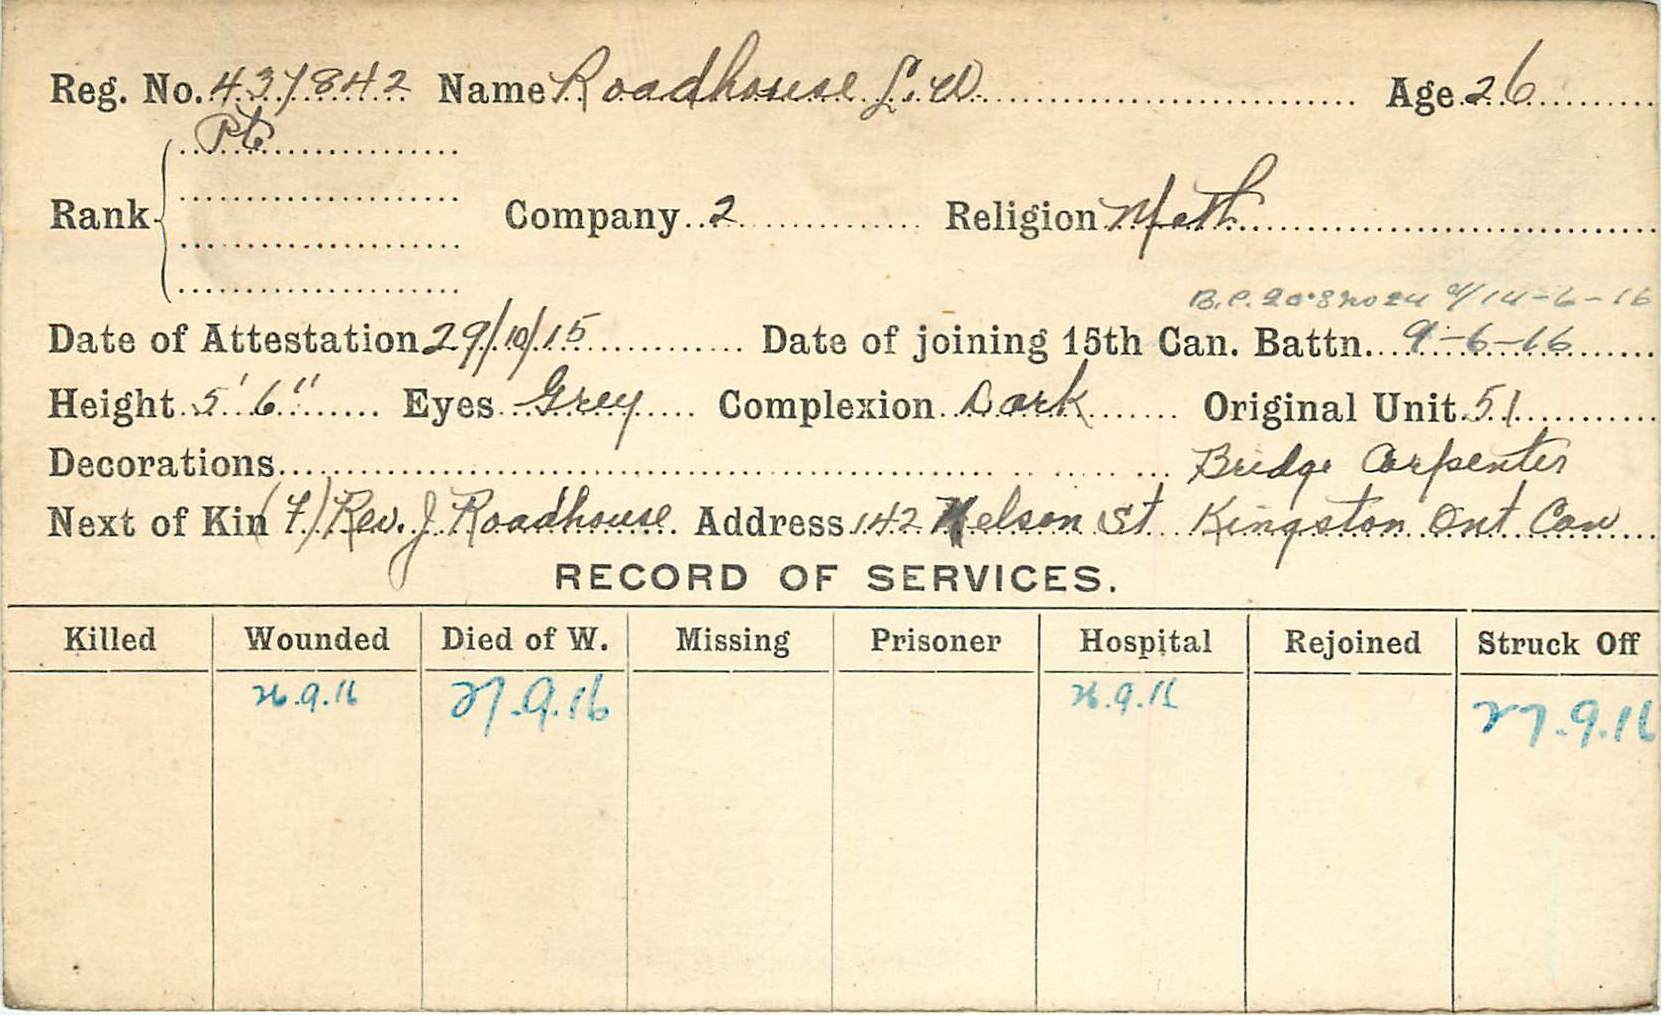 Reg. No. 437842 Name Roadhouse L. W. Age 26
Pte
Rank Company 2 Religion Meth
14-6-16
Date of Attestation 29/10/15 Date of joining 15th Can. Battn. 9-6-16
Height 5' 6" Eyes Grey Complexion Dark Original Unit 51
Decorations Bridge Carpenter
Next of Kin (F) Rev. J Roadhouse. Address 142 Nelson St Kingston Ont Can
RECORD OF SERVICES.
Killed Wounded Died of W. Missing Prisoner Hospital Rejoined Struck Off
26.9.16 27.9.16 26.9.16 27.9.16